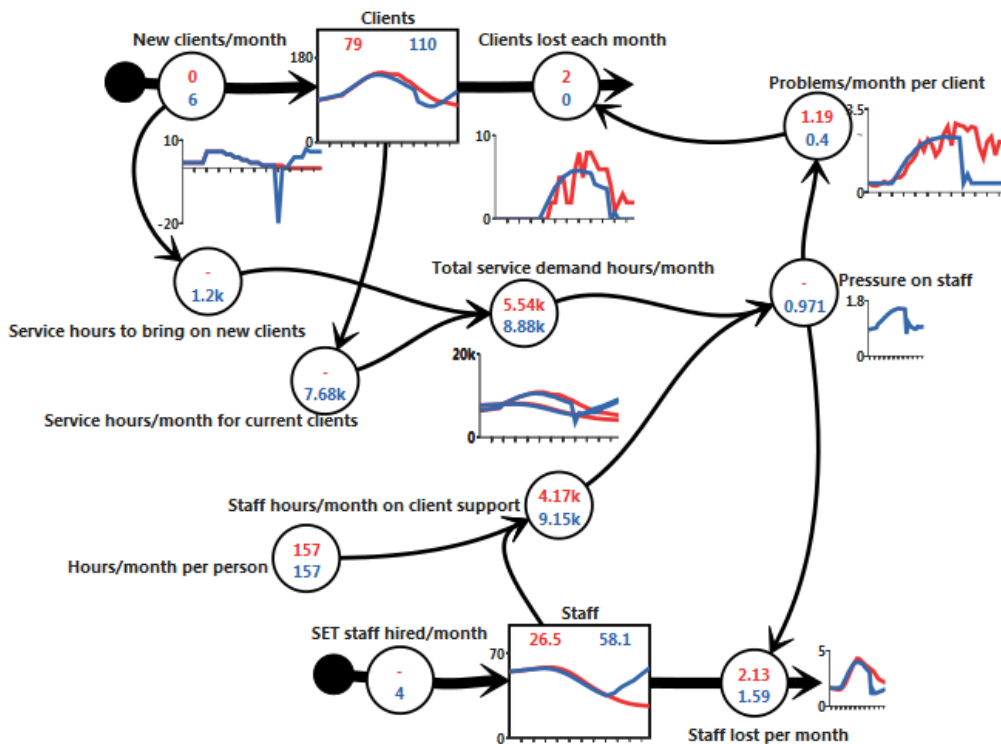 Clients
New clients/month
79
110
Clients lost each month
180
0
0
6
2
0
Problems/month per client
1.19
0.4
3.5
0
10
-20
10
0
-
1.2k
Service hours to bring on new clients
Total service demand hours/month
5.54k
8.88k
-
0.971
Pressure on staff
1.8
0
20k
0
-
7.68k
Service hours/month for current clients
Staff hours/month on client support
4.17k
9.15k
Hours/month per person
157
157
SET staff hired/month
-
4
Staff
26.5
58.1
70
0
2.13
1.59
5
0
Staff lost per month